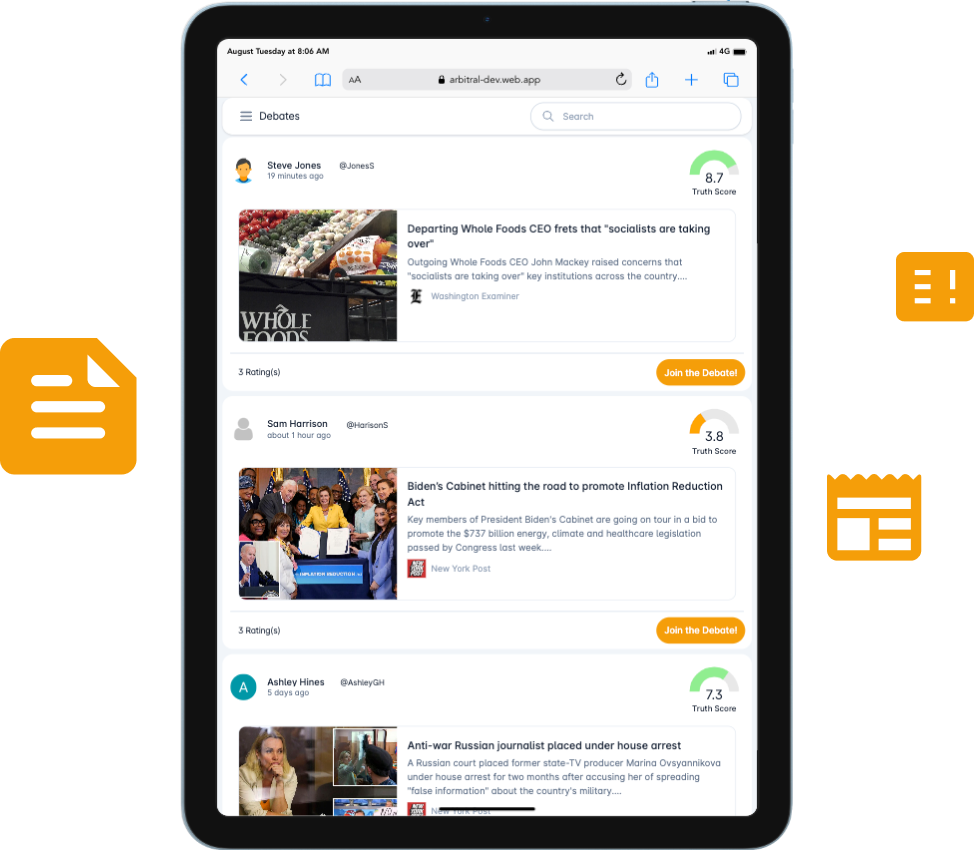 August Tuesday at 8:06 AM
4G
AA
arbitral-dev.web.app
Debates
Search
Steve Jones @JonesS
19 minutes ago
8.7
Truth Score
Departing Whole Foods CEO frets that "socialists are taking
over"
Outgoing Whole Foods CEO John Mackey raised concerns that
"socialists are taking over" key institutions across the country....
E Washington Examiner
WHOLE
FOODS
3 Rating(s)
Join the Debate!
Sam Harrison @HarisonS
about 1 hour ago
3.8
Truth Score
Biden's Cabinet hitting the road to promote Inflation Reduction
Act
Key members of President Biden's Cabinet are going on tour in a bid to
promote the $737 billion energy, climate and healthcare legislation
passed by Congress last week....
NEW YORK POST New York Post
INFLATION REDUCTION
3 Rating(s)
Join the Debate!
A
Ashley Hines @AshleyGH
5 days ago
7.3
Truth Score
Anti-war Russian journalist placed under house arrest
A Russian court placed former state-TV producer Marina Ovsyannikova
under house arrest for two months after accusing her of spreading
"false information" about the country's military....
New York Post